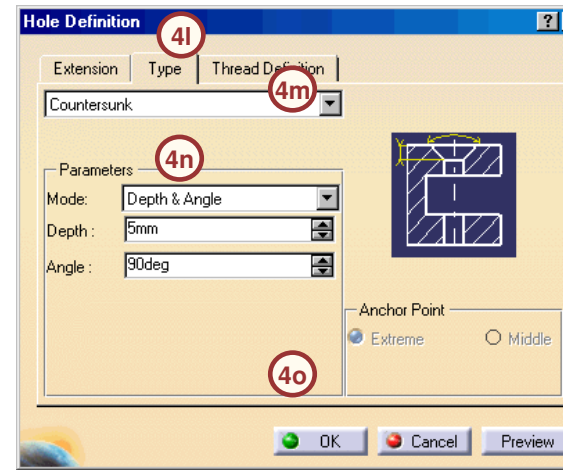 Hole Definition ?
4l
Extension Type Thread Definition
4m
Countersunk
4n
Parameters
Mode: Depth & Angle
Depth : 5mm
Angle : 90deg
Anchor Point
Extreme Middle
4o
OK Cancel Preview